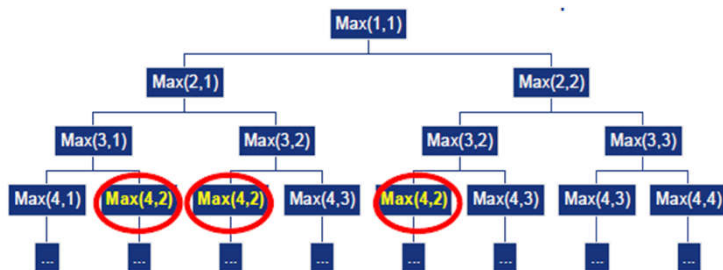 Max(1,1)
Max(2,1) Max(2,2)
Max(3,1) Max(3,2) Max(3,2) Max(3,3)
Max(4,1) Max(4,2) Max(4,2) Max(4,3) Max(4,2) Max(4,3) Max(4,3) Max(4,4)
... ... ... ... ... ... ... ...